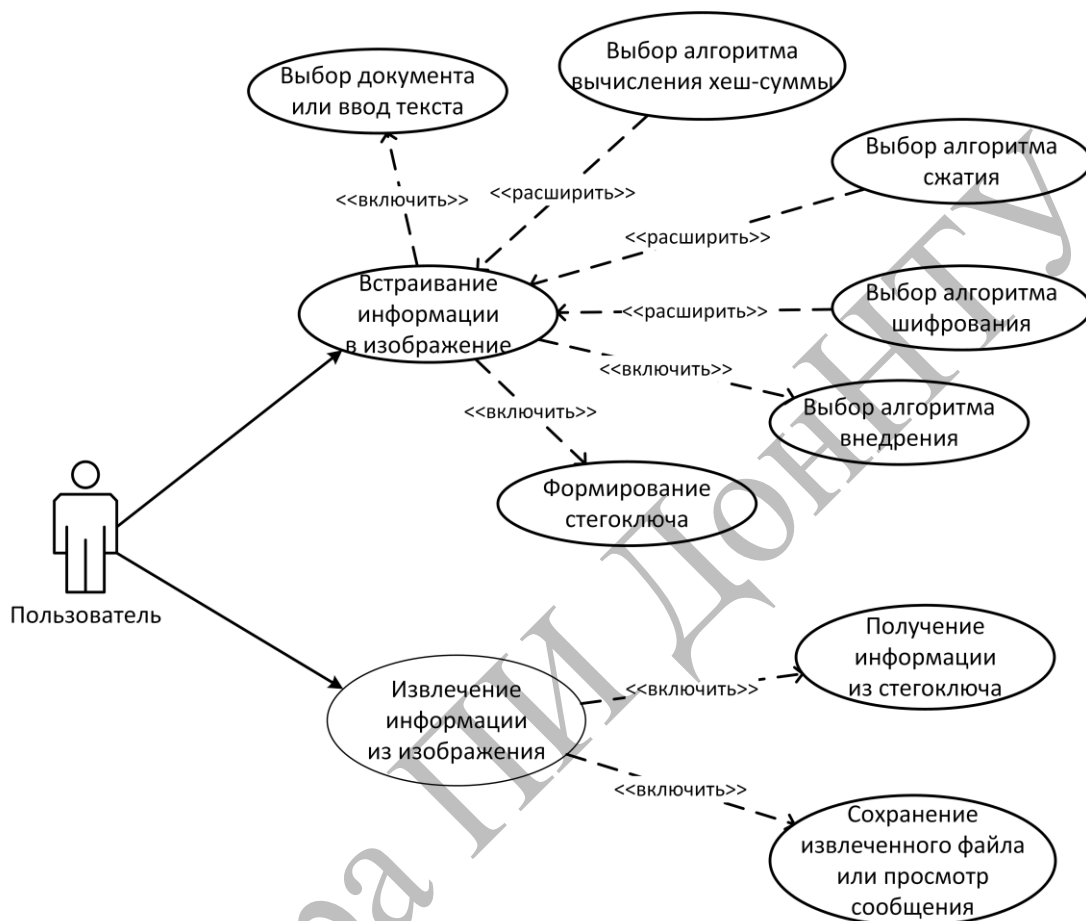 Выбор документа
или ввод текста
Выбор алгоритма
вычисления хеш-суммы
Выбор алгоритма
сжатия
<<включить>>
<<расширить>>
<<расширить>>
Встраивание
информации
в изображение
<<расширить>>
Выбор алгоритма
шифрования
<<включить>>
<<включить>>
Выбор алгоритма
внедрения
Формирование
стегоключа
Пользователь
Получение
информации
из стегоключа
<<включить>>
Извлечение
информации
из изображения
<<включить>>
Сохранение
извлеченного файла
или просмотр
сообщения
ПИ ДонНТУ